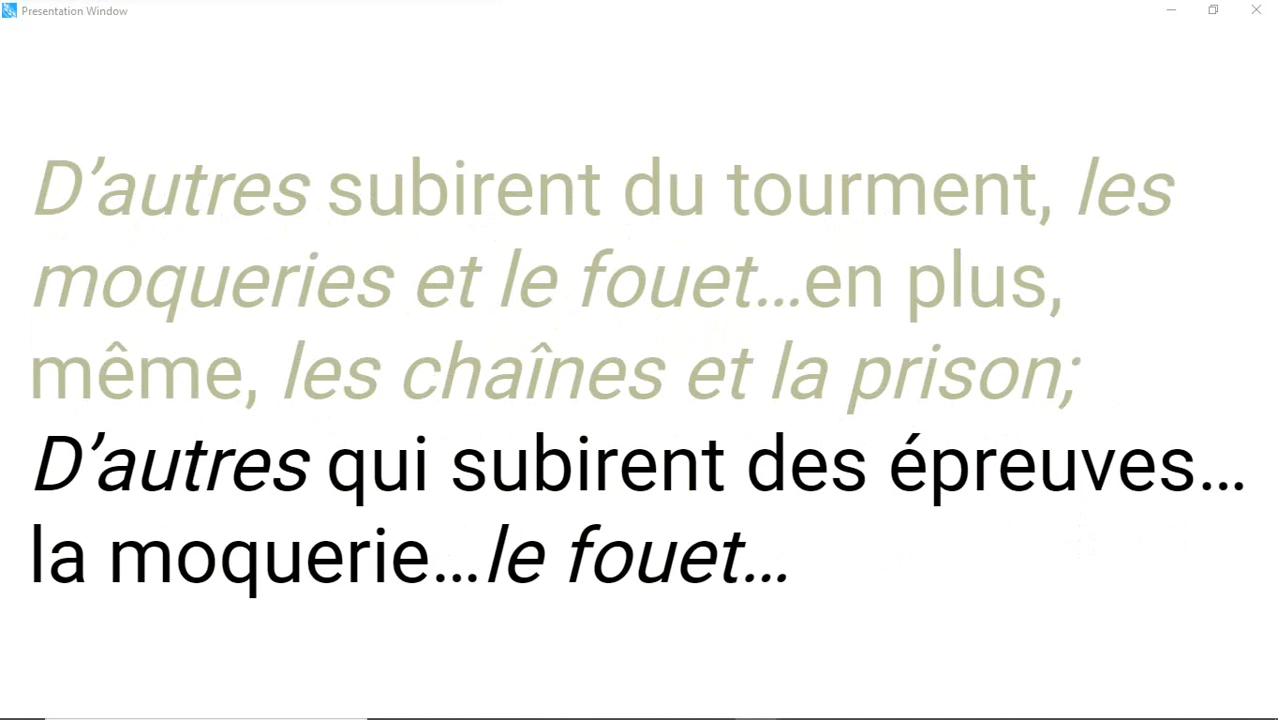 Presentation Window
D’autres subirent du tourment, les
moqueries et le fouet…en plus,
même, les chaînes et la prison;
D’autres qui subirent des épreuves…
la moquerie…le fouet…